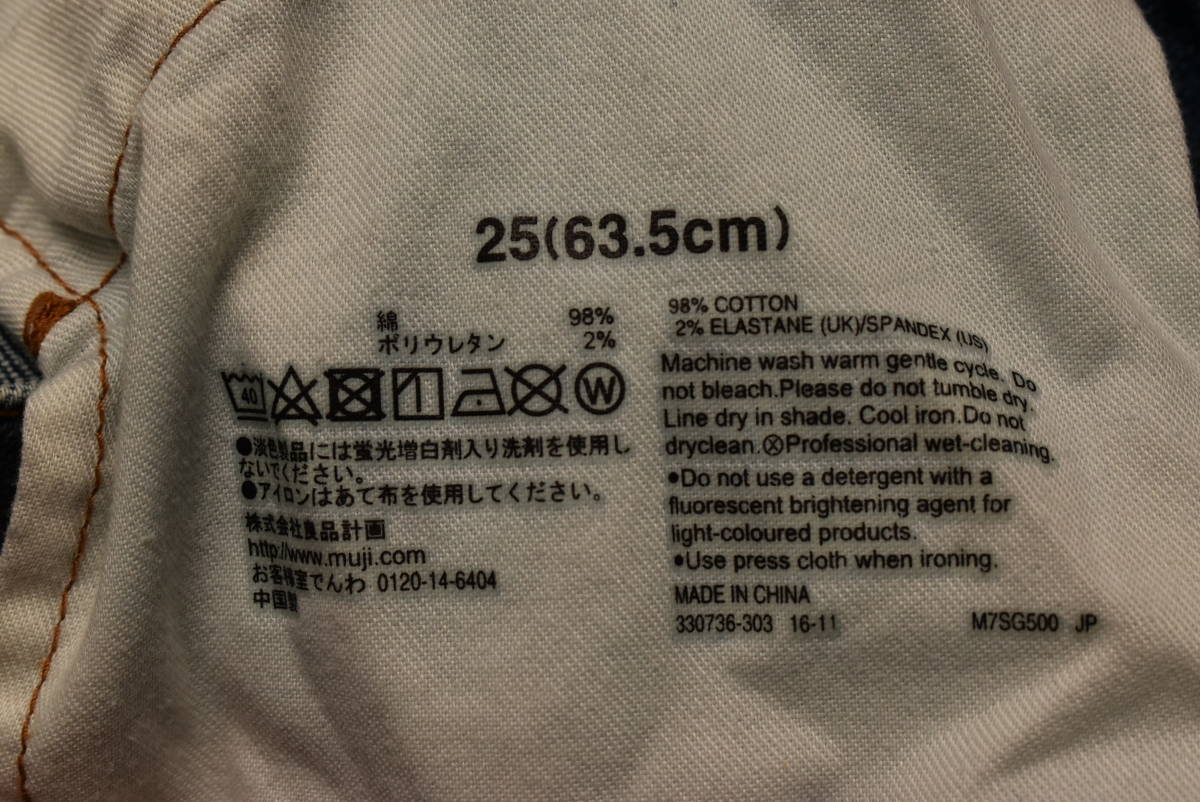 25(63.5cm)
綿 98%
ポリウレタン 2%
40
W
●淡色製品には蛍光増白剤入り洗剤を使用し
ないでください。
●アイロンはあて布を使用してください。
株式会社良品計画
http://www.muji.com
お客様室でんわ 0120-14-6404
中国製
98% COTTON
2% ELASTANE (UK)/SPANDEX (US)
Machine wash warm gentle cycle. Do
not bleach.Please do not tumble dry.
Line dry in shade. Cool iron.Do not
dryclean.ⓧProfessional wet-cleaning.
●Do not use a detergent with a
fluorescent brightening agent for
light-coloured products.
●Use press cloth when ironing.
MADE IN CHINA
330736-303 16-11 M7SG500 JP